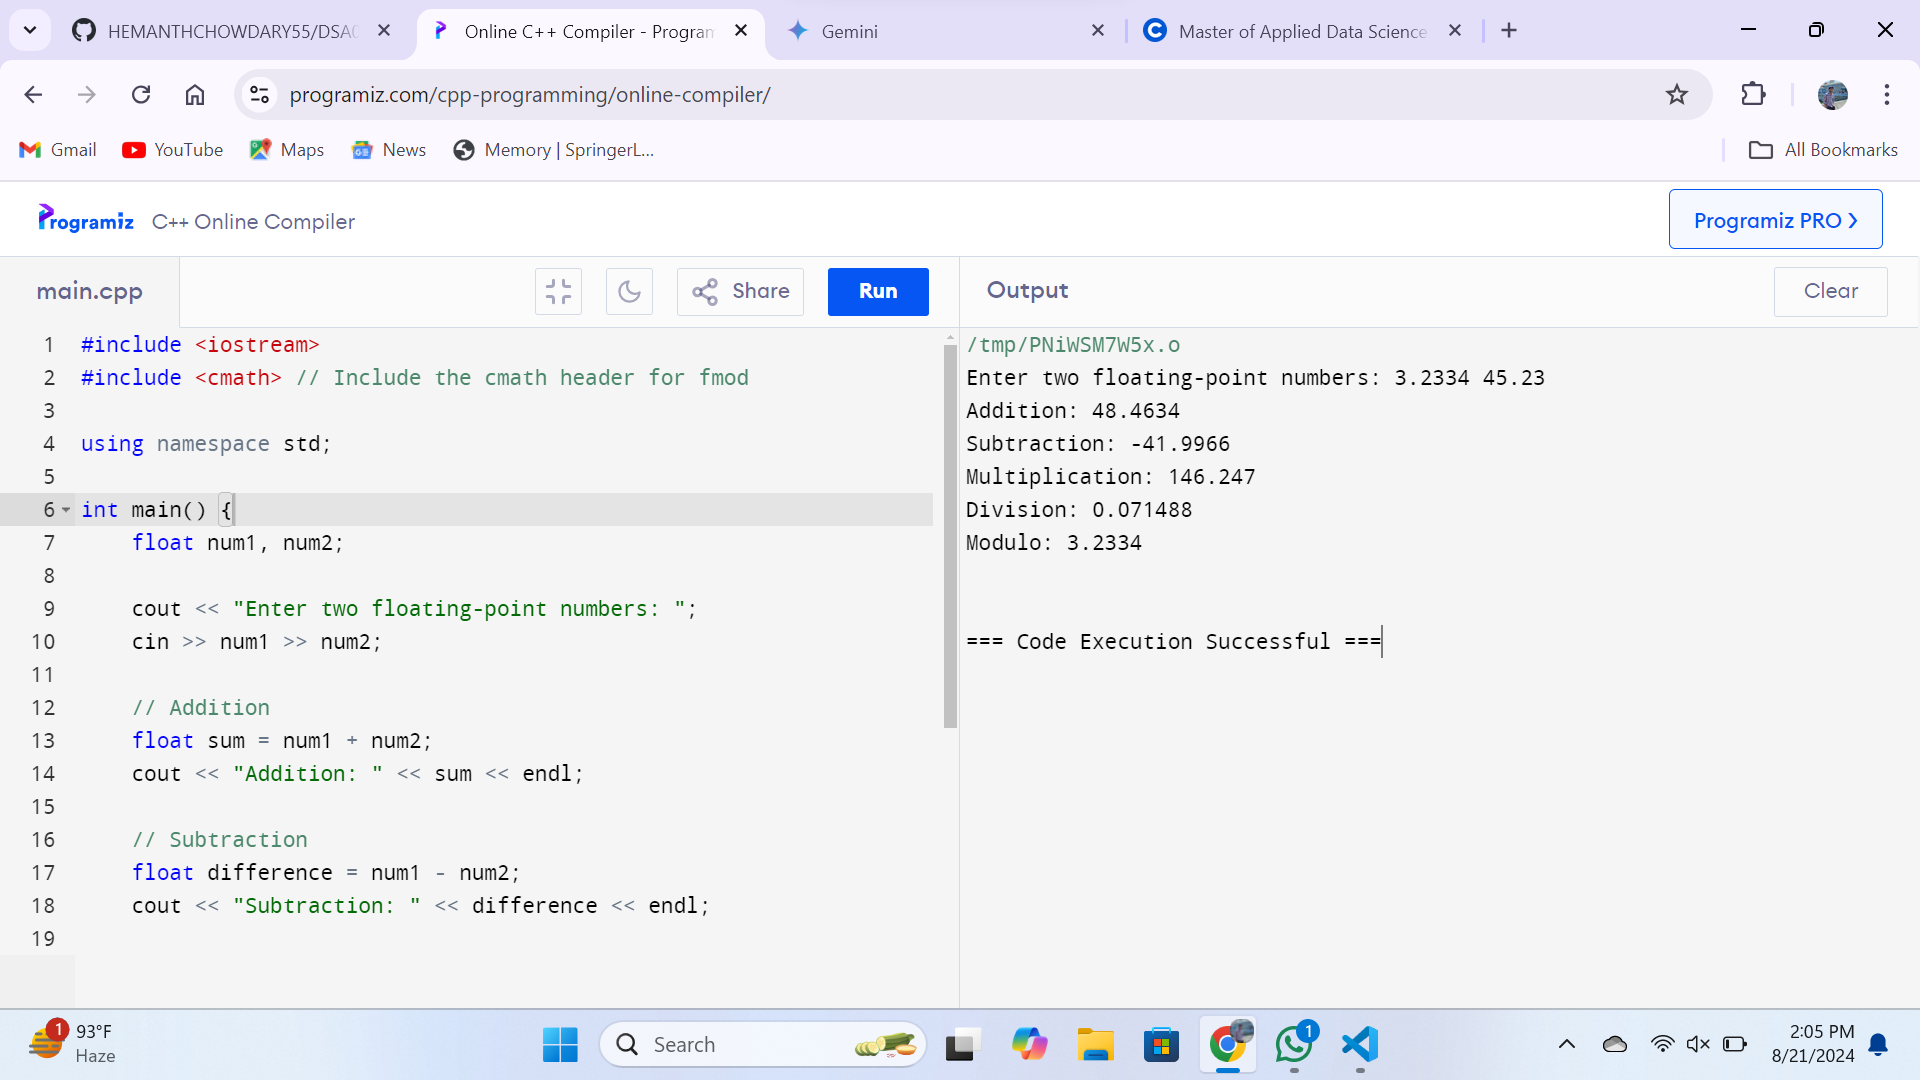 HEMANTHCHOWDARY55/DSA
Online C++ Compiler - Program
Gemini
Master of Applied Data Science
programiz.com/cpp-programming/online-compiler/
Gmail
YouTube
Maps
News
Memory | SpringerL...
All Bookmarks
Programiz
C++ Online Compiler
Programiz PRO
main.cpp
Share
Run
Output
Clear
1 #include <iostream>
2 #include <cmath> // Include the cmath header for fmod
3
4 using namespace std;
5
6 int main() {
7 float num1, num2;
8
9 cout << "Enter two floating-point numbers: ";
10 cin >> num1 >> num2;
11
12 // Addition
13 float sum = num1 + num2;
14 cout << "Addition: " << sum << endl;
15
16 // Subtraction
17 float difference = num1 - num2;
18 cout << "Subtraction: " << difference << endl;
19
/tmp/PNiWSM7W5x.o
Enter two floating-point numbers: 3.2334 45.23
Addition: 48.4634
Subtraction: -41.9966
Multiplication: 146.247
Division: 0.071488
Modulo: 3.2334
=== Code Execution Successful ===
1
93°F
Haze
Search
1
2:05 PM
8/21/2024